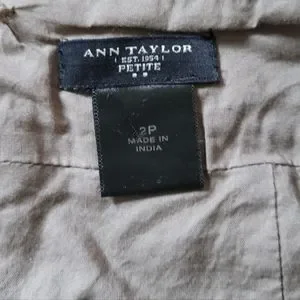 ANN TAYLOR
EST. 1954
PETITE
2P
MADE IN
INDIA